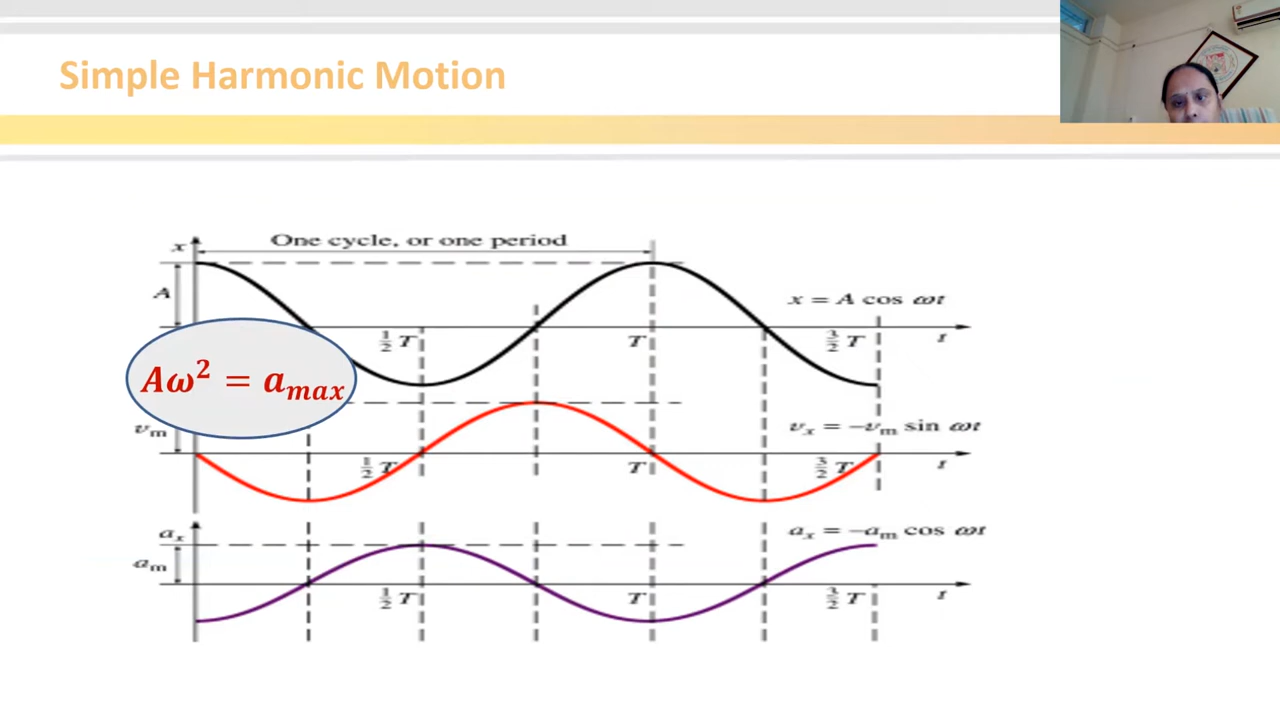 Simple Harmonic Motion
One cycle, or one period
x
A
x = A cos ωt
½ T
T
3/2 T
t
Aω² = a_max
v_m
v_x = −v_m sin ωt
½ T
T
3/2 T
t
a_x
a_m
a_x = −a_m cos ωt
½ T
T
3/2 T
t